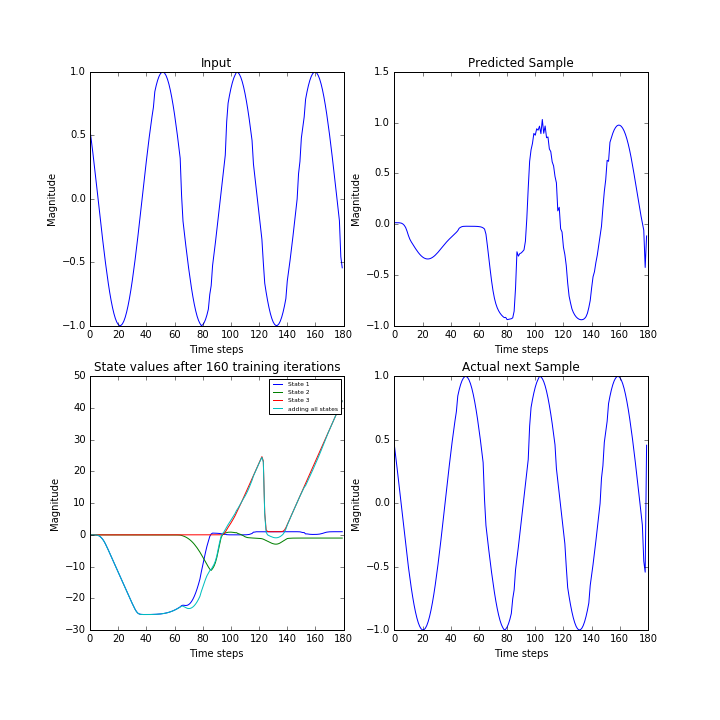 Input
1.0
0.5
0.0
−0.5
−1.0
Magnitude
0 20 40 60 80 100 120 140 160 180
Time steps
Predicted Sample
1.5
1.0
0.5
0.0
−0.5
−1.0
Magnitude
0 20 40 60 80 100 120 140 160 180
Time steps
State values after 160 training iterations
50
40
30
20
10
0
−10
−20
−30
Magnitude
0 20 40 60 80 100 120 140 160 180
Time steps
State 1
State 2
State 3
adding all states
Actual next Sample
1.0
0.5
0.0
−0.5
−1.0
Magnitude
0 20 40 60 80 100 120 140 160 180
Time steps